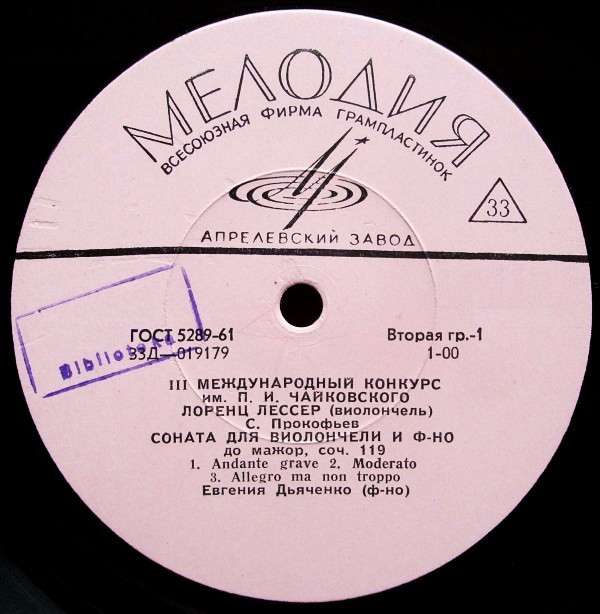 МЕЛОДИЯ
ВСЕСОЮЗНАЯ ФИРМА ГРАМПЛАСТИНОК
33
АПРЕЛЕВСКИЙ ЗАВОД
ГОСТ 5289-61
Вторая гр.-1
33Д—019179
1-00
Biblioteka
III МЕЖДУНАРОДНЫЙ КОНКУРС
им. П. И. ЧАЙКОВСКОГО
ЛОРЕНЦ ЛЕССЕР (виолончель)
С. Прокофьев
СОНАТА ДЛЯ ВИОЛОНЧЕЛИ И Ф-НО
до мажор, соч. 119
1. Andante grave 2. Moderato
3. Allegro ma non troppo
Евгения Дьяченко (ф-но)